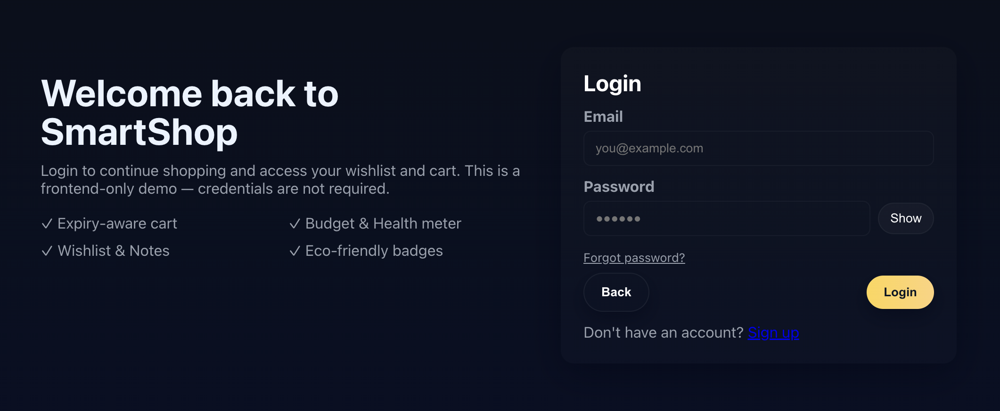 Welcome back to
SmartShop
Login to continue shopping and access your wishlist and cart. This is a
frontend-only demo — credentials are not required.
✓ Expiry-aware cart
✓ Budget & Health meter
✓ Wishlist & Notes
✓ Eco-friendly badges
Login
Email
you@example.com
Password
••••••
Show
Forgot password?
Back
Login
Don't have an account? Sign up